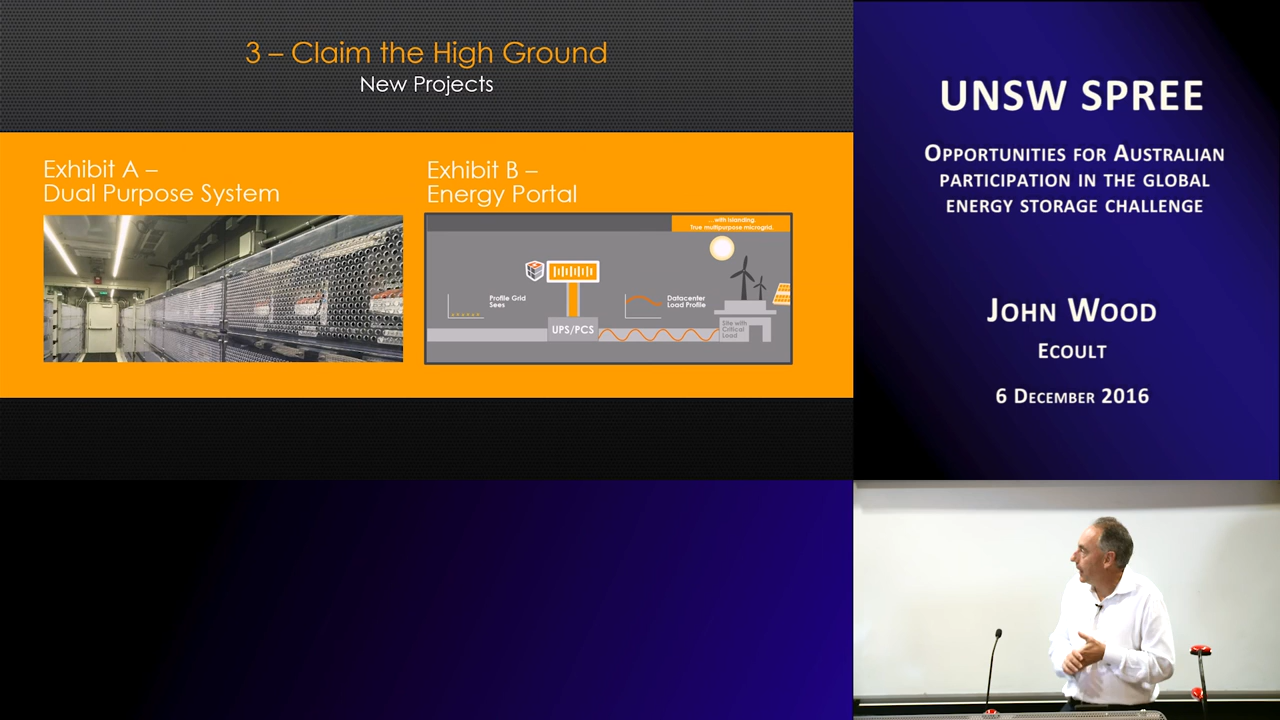 3 – Claim the High Ground
New Projects
Exhibit A –
Dual Purpose System
Exhibit B –
Energy Portal
...with islanding.
True multipurpose microgrid.
Profile Grid
Sees
Datacenter
Load Profile
UPS/PCS
Site with
Critical
Load
UNSW SPREE
Opportunities for Australian
participation in the global
energy storage challenge
John Wood
Ecoult
6 December 2016